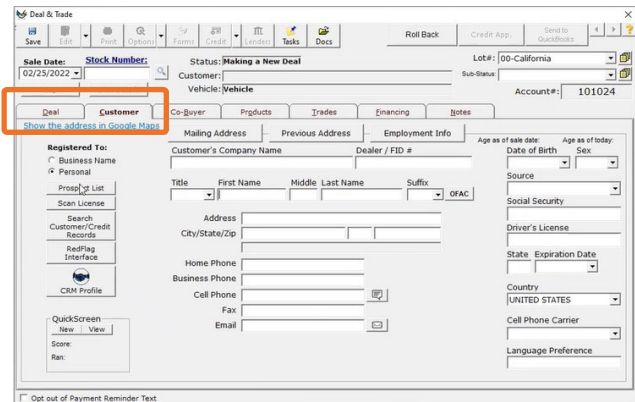 Deal & Trade
Save Edit Print Options Forms Credit Lenders Tasks Docs Roll Back Credit App. Send to QuickBooks
Sale Date: Stock Number: Status: Making a New Deal Lot#: 00-California
02/25/2022 Customer: Sub-Status:
Vehicle: Vehicle Account#: 101024
Deal Customer Co-Buyer Products Trades Financing Notes
Show the address in Google Maps
Mailing Address Previous Address Employment Info
Age as of sale date: Age as of today:
Registered To:
Business Name
Personal
Prospect List
Scan License
Search
Customer/Credit
Records
RedFlag
Interface
CRM Profile
QuickScreen
New View
Score:
Ran:
Customer's Company Name Dealer / FID #
Title First Name Middle Last Name Suffix
OFAC
Address
City/State/Zip
Home Phone
Business Phone
Cell Phone
Fax
Email
Date of Birth Sex
Source
Social Security
Driver's License
State Expiration Date
Country
UNITED STATES
Cell Phone Carrier
Language Preference
Opt out of Payment Reminder Text